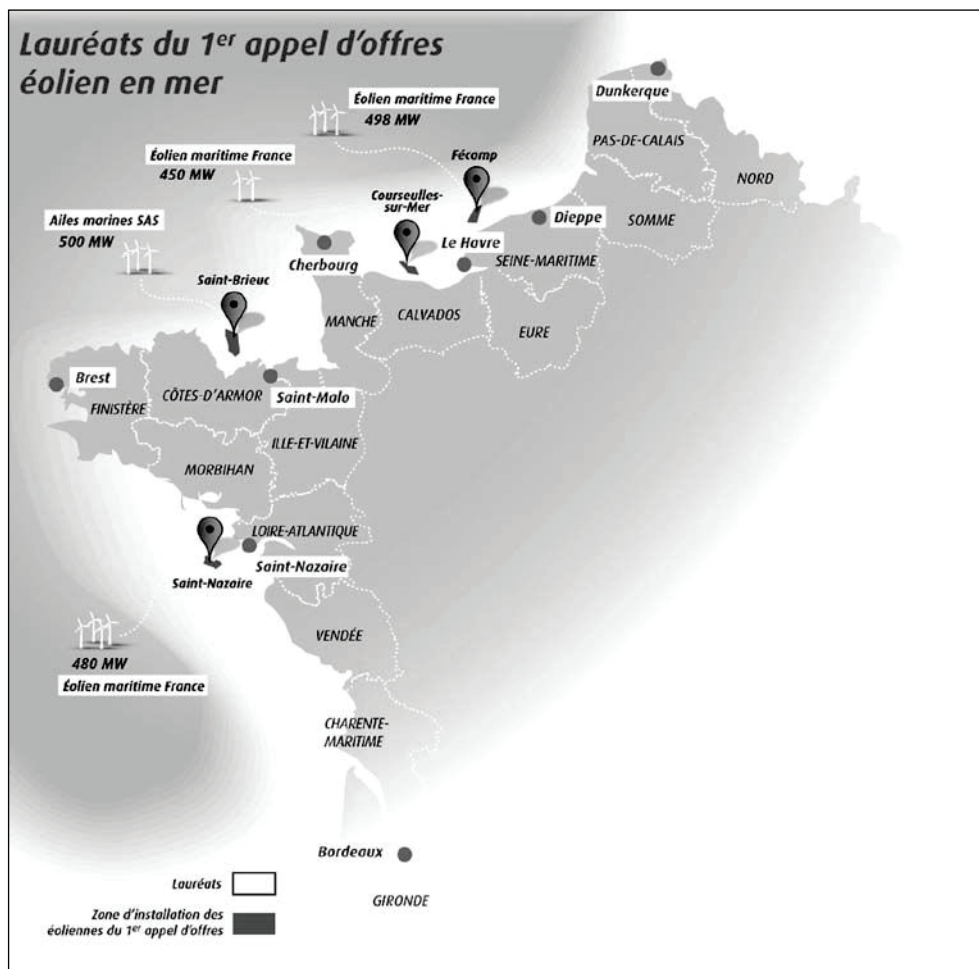 Lauréats du 1er appel d'offres
éolien en mer
Éolien maritime France
498 MW
Éolien maritime France
450 MW
Ailes marines SAS
500 MW
Dunkerque
PAS-DE-CALAIS
NORD
Fécamp
Courseulles-
sur-Mer
Dieppe
SOMME
Le Havre
SEINE-MARITIME
Cherbourg
Saint-Brieuc
MANCHE
CALVADOS
EURE
Brest
FINISTÈRE
CÔTES-D'ARMOR
Saint-Malo
ILLE-ET-VILAINE
MORBIHAN
LOIRE-ATLANTIQUE
Saint-Nazaire
Saint-Nazaire
VENDÉE
480 MW
Éolien maritime France
CHARENTE-
MARITIME
Bordeaux
GIRONDE
Lauréats
Zone d'installation des
éoliennes du 1er appel d'offres